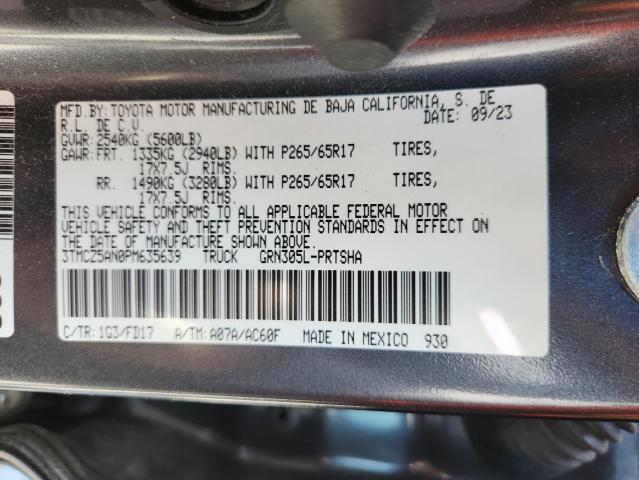 MFD.BY:TOYOTA MOTOR MANUFACTURING DE BAJA CALIFORNIA, S. DE
R.L. DE C.V. DATE: 09/23
GVWR: 2540KG (5600LB)
GAWR:FRT. 1335KG (2940LB) WITH P265/65R17 TIRES,
17X7.5J RIMS.
RR. 1490KG (3280LB) WITH P265/65R17 TIRES,
17X7.5J RIMS.
THIS VEHICLE CONFORMS TO ALL APPLICABLE FEDERAL MOTOR
VEHICLE SAFETY AND THEFT PREVENTION STANDARDS IN EFFECT ON
THE DATE OF MANUFACTURE SHOWN ABOVE.
3TMCZ5AN0PM635639 TRUCK GRN305L-PRTSHA
C/TR:1G3/FD17 A/TM:A07A/AC60F MADE IN MEXICO 930